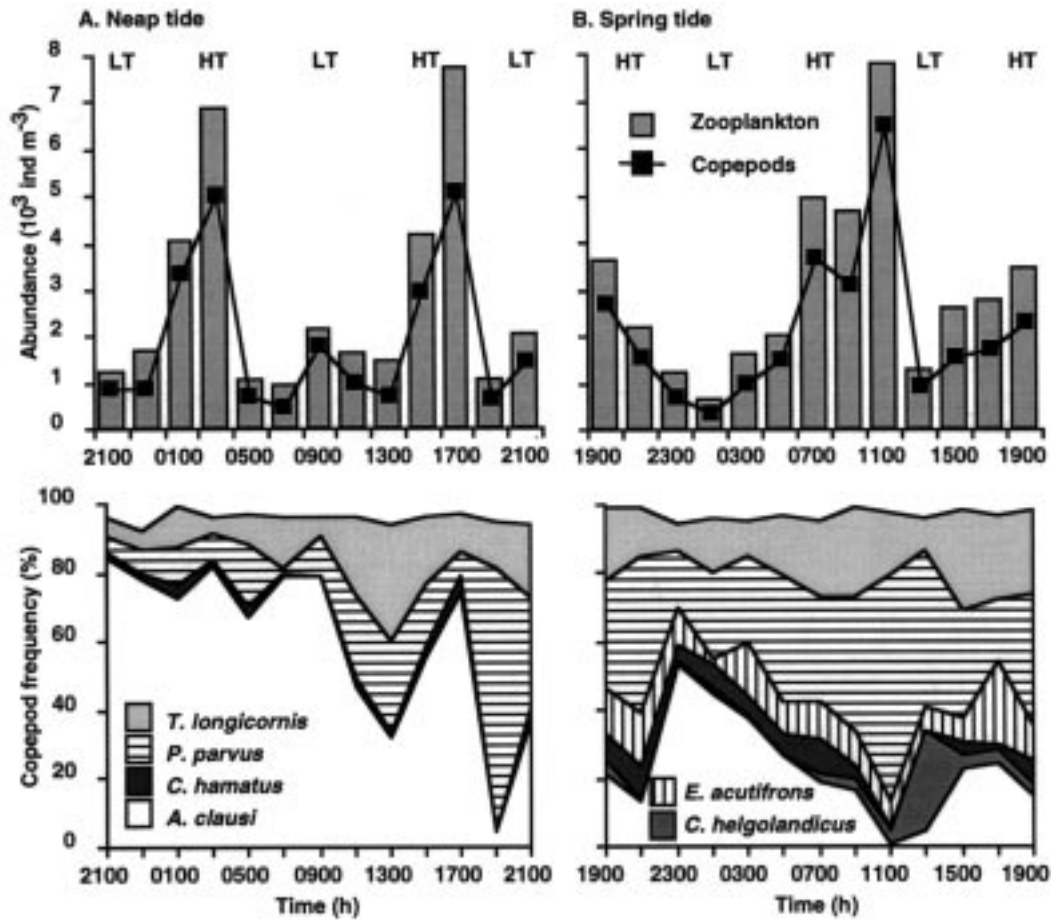 A. Neap tide
B. Spring tide
LT HT LT HT LT
HT LT HT LT HT
Abundance (10³ ind m⁻³)
8
7
6
5
4
3
2
1
0
Zooplankton
Copepods
2100 0100 0500 0900 1300 1700 2100
1900 2300 0300 0700 1100 1500 1900
Copepod frequency (%)
100
80
60
40
20
0
T. longicornis
P. parvus
C. hamatus
A. clausi
E. acutifrons
C. helgolandicus
2100 0100 0500 0900 1300 1700 2100
1900 2300 0300 0700 1100 1500 1900
Time (h)
Time (h)